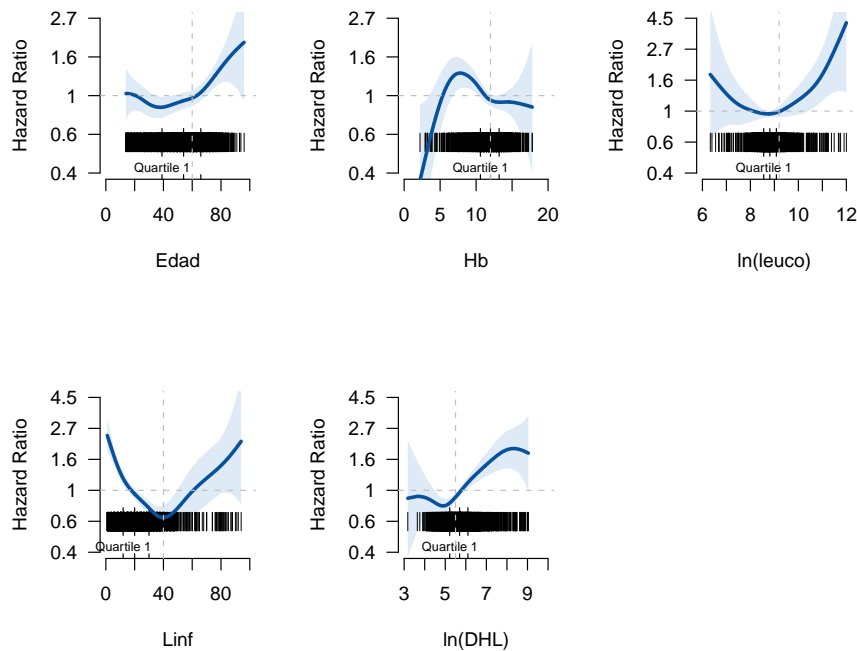 Hazard Ratio
2.7
1.6
1
0.6
0.4
Quartile 1
0 40 80
Edad
Hazard Ratio
2.7
1.6
1
0.6
0.4
Quartile 1
0 5 10 20
Hb
Hazard Ratio
4.5
2.7
1.6
1
0.6
0.4
Quartile 1
6 8 10 12
ln(leuco)
Hazard Ratio
4.5
2.7
1.6
1
0.6
0.4
Quartile 1
0 40 80
Linf
Hazard Ratio
4.5
2.7
1.6
1
0.6
0.4
Quartile 1
3 5 7 9
ln(DHL)